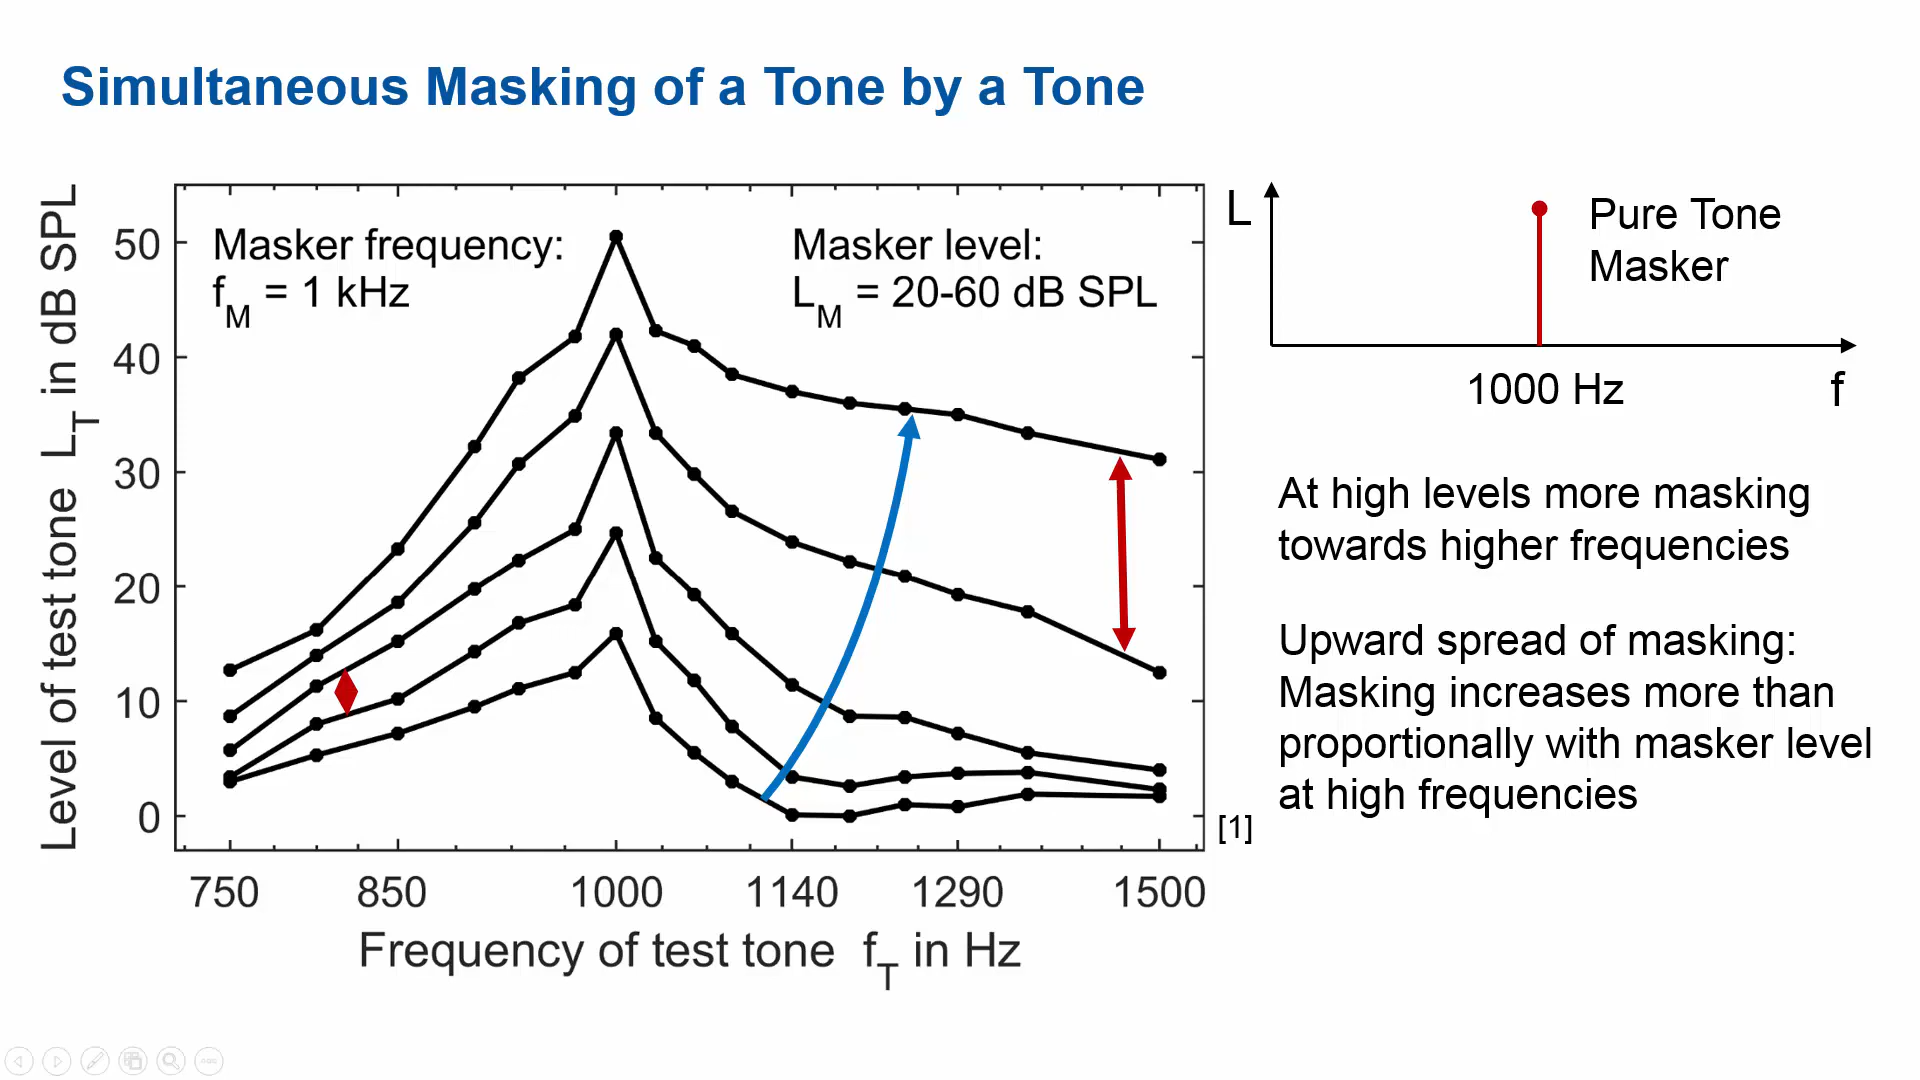 Simultaneous Masking of a Tone by a Tone
Level of test tone L_T in dB SPL
50
40
30
20
10
0
Masker frequency:
f_M = 1 kHz
Masker level:
L_M = 20-60 dB SPL
750
850
1000
1140
1290
1500
Frequency of test tone f_T in Hz
[1]
L
Pure Tone
Masker
1000 Hz
f
At high levels more masking
towards higher frequencies
Upward spread of masking:
Masking increases more than
proportionally with masker level
at high frequencies